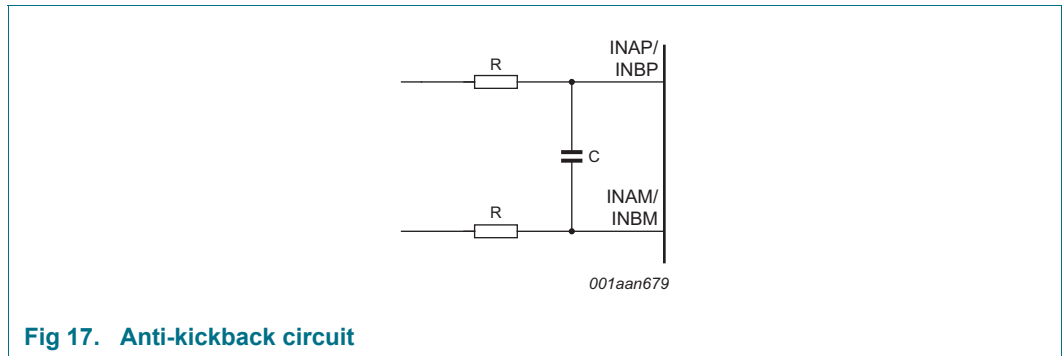 R
INAP/
INBP
C
R
INAM/
INBM
001aan679
Fig 17. Anti-kickback circuit